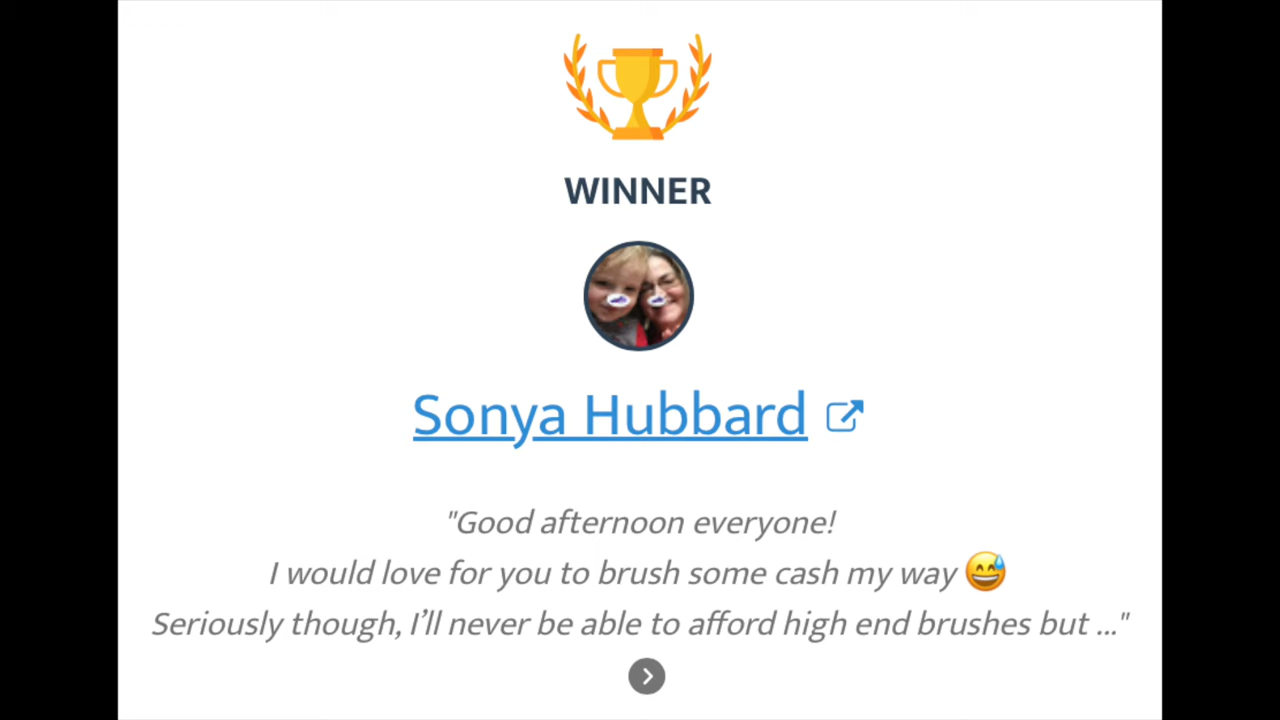 WINNER
Sonya Hubbard
"Good afternoon everyone!
I would love for you to brush some cash my way 😅
Seriously though, I’ll never be able to afford high end brushes but ..."